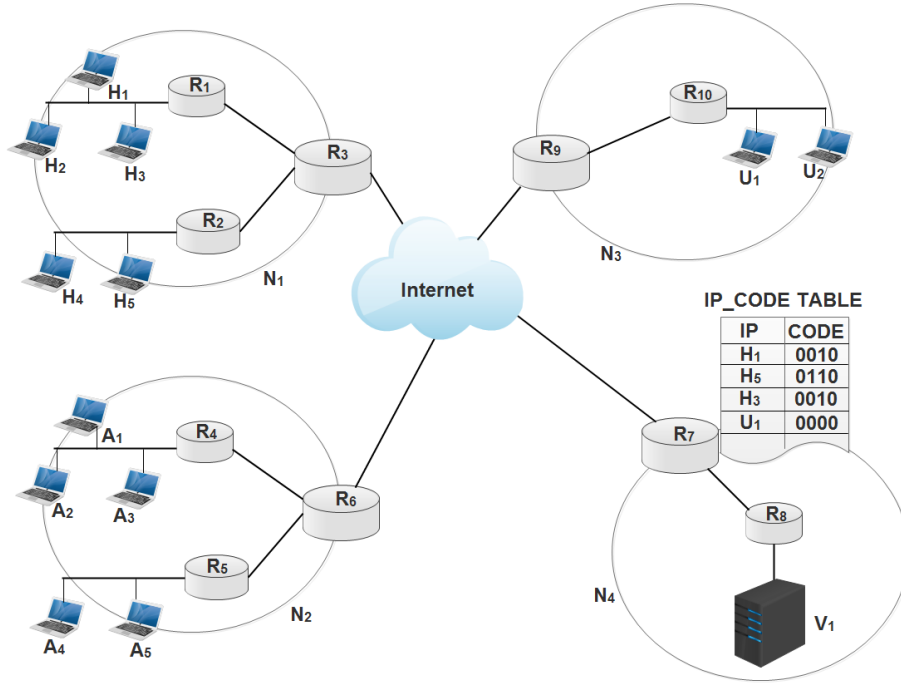 R1
H1
H2
H3
R3
R2
H4
H5
N1
R10
R9
U1
U2
N3
Internet
IP_CODE TABLE
IP CODE
H1 0010
H5 0110
H3 0010
U1 0000
A1
R4
A2
A3
R6
R5
A4
A5
N2
R7
R8
N4
V1